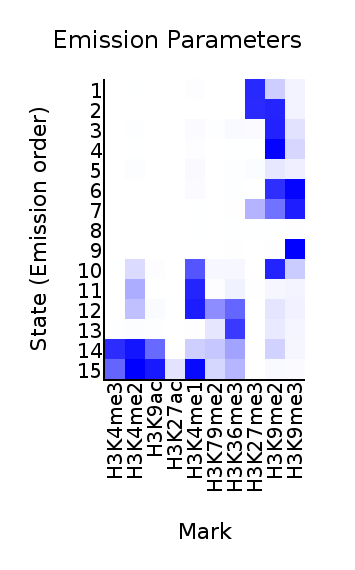 Emission Parameters
State (Emission order)
1
2
3
4
5
6
7
8
9
10
11
12
13
14
15
H3K4me3
H3K4me2
H3K9ac
H3K27ac
H3K4me1
H3K79me2
H3K36me3
H3K27me3
H3K9me2
H3K9me3
Mark